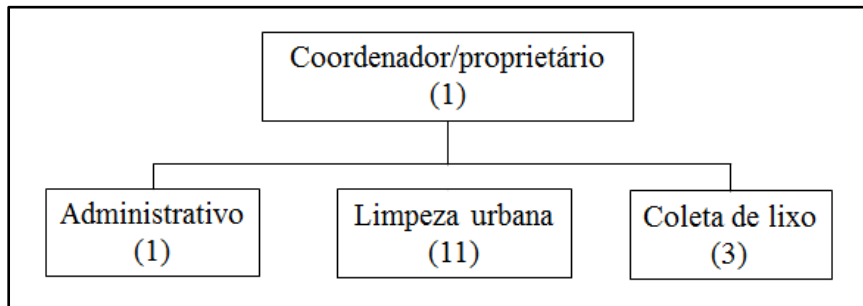 Coordenador/proprietário
(1)
Administrativo
(1)
Limpeza urbana
(11)
Coleta de lixo
(3)